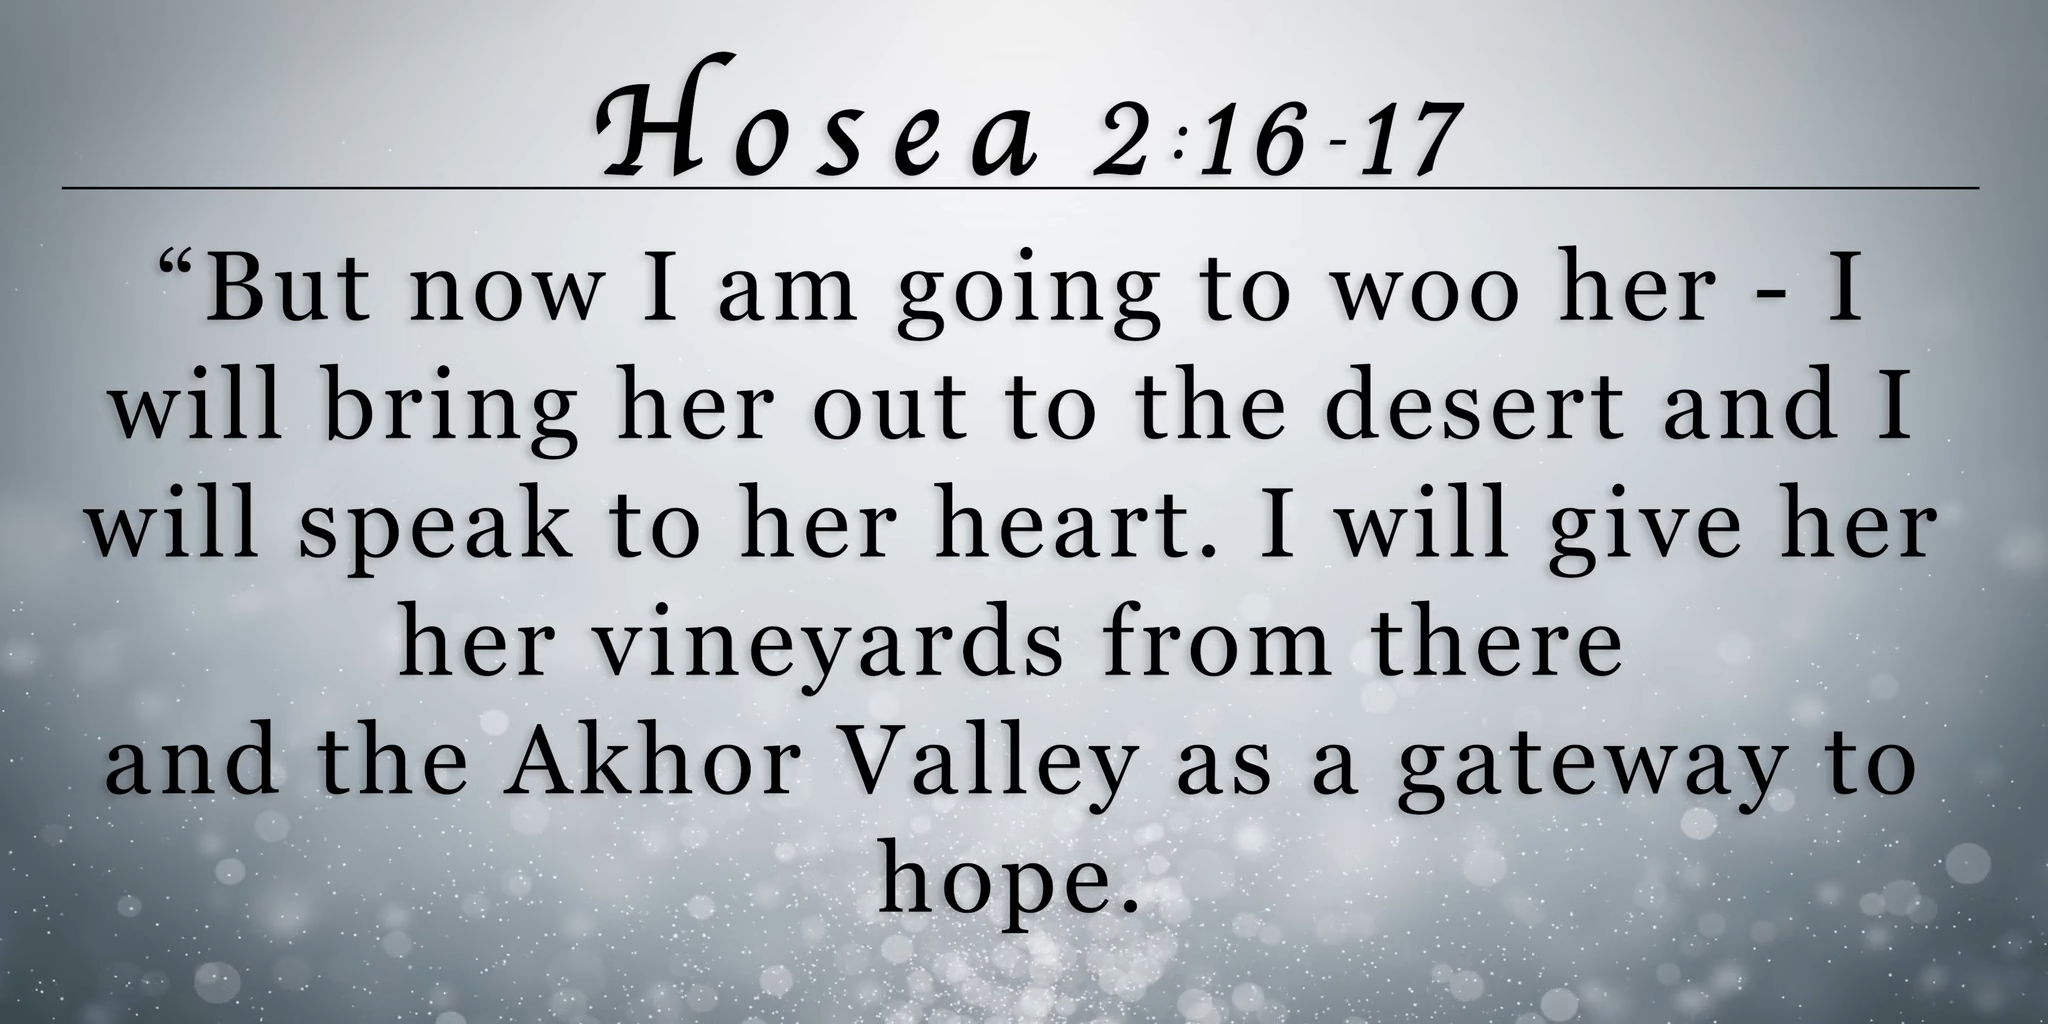 Hosea 2:16-17
“But now I am going to woo her - I
will bring her out to the desert and I
will speak to her heart. I will give her
her vineyards from there
and the Akhor Valley as a gateway to
hope.